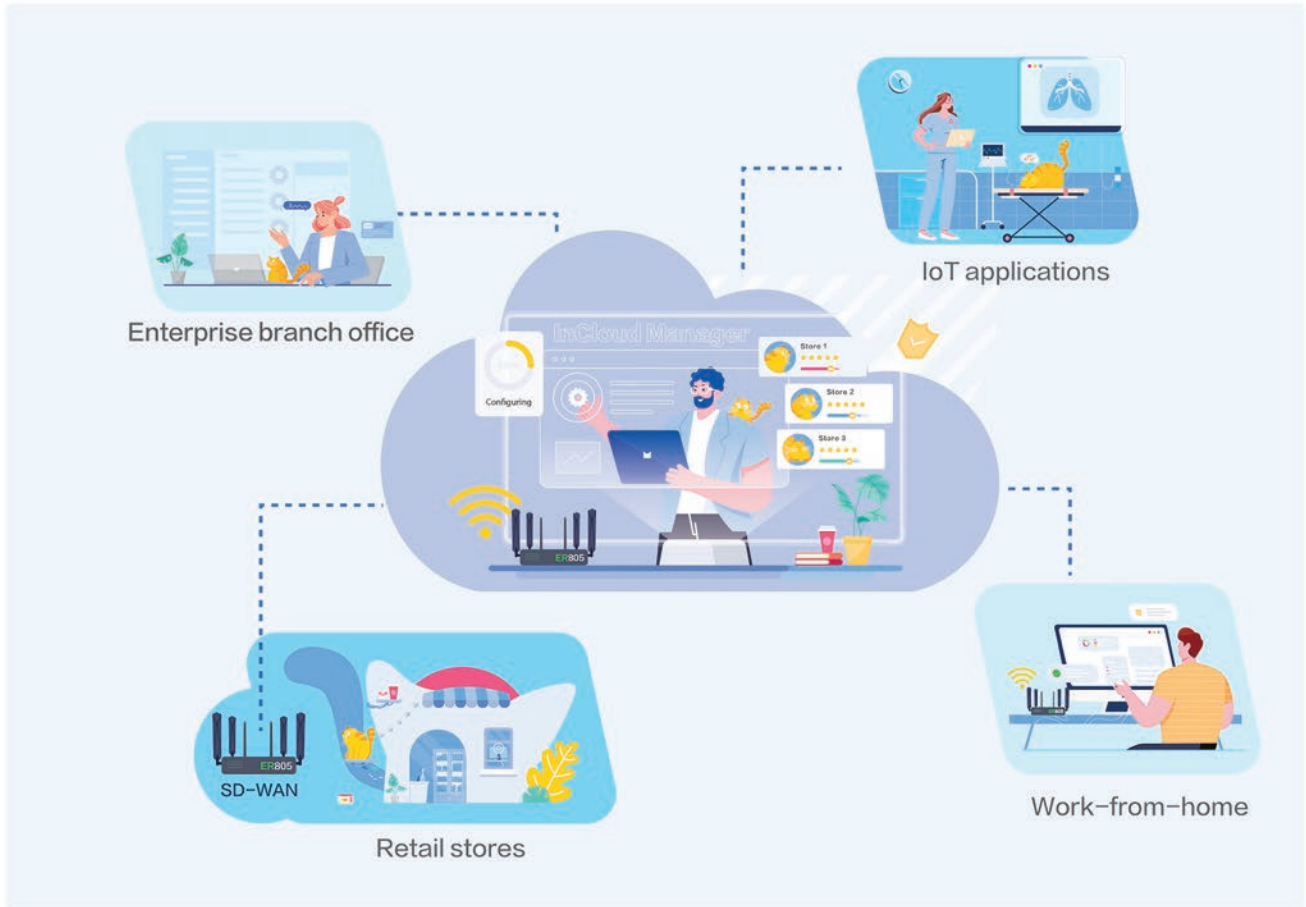 IoT applications
Enterprise branch office
InCloud Manager
Store 1
Configuring
Store 2
Store 3
ER805
ER805
SD-WAN
ER805
Work-from-home
Retail stores